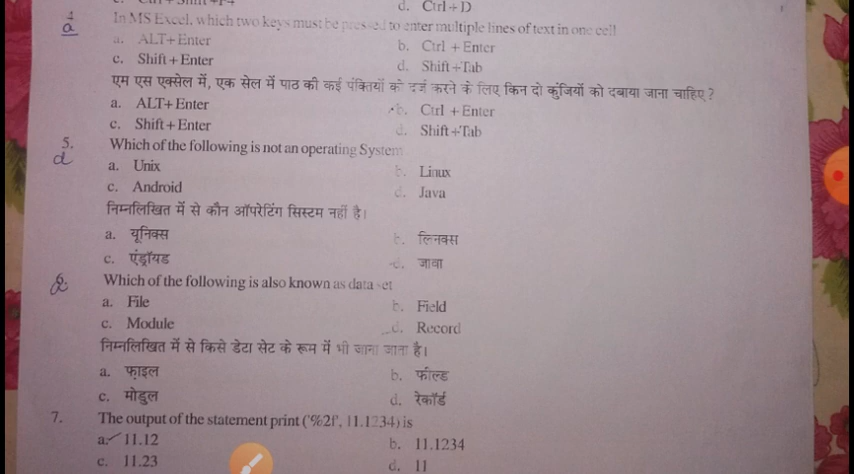 d. Ctrl+D
4 In MS Excel, which two keys must be pressed to enter multiple lines of text in one cell
a
a. ALT+Enter b. Ctrl + Enter
c. Shift + Enter d. Shift+Tab
एम एस एक्सेल में, एक सेल में पाठ की कई पंक्तियों को दर्ज करने के लिए किन दो कुंजियों को दबाया जाना चाहिए ?
a. ALT+ Enter b. Ctrl + Enter
c. Shift+ Enter d. Shift+Tab
5. Which of the following is not an operating System
d
a. Unix b. Linux
c. Android d. Java
निम्नलिखित में से कौन ऑपरेटिंग सिस्टम नहीं है।
a. यूनिक्स b. लिनक्स
c. एंड्रॉयड d. जावा
6. Which of the following is also known as data set
a. File b. Field
c. Module d. Record
निम्नलिखित में से किसे डेटा सेट के रूम में भी जाना जाता है।
a. फ़ाइल b. फील्ड
c. मोडुल d. रेकॉर्ड
7. The output of the statement print ('%2f', 11.1234) is
a. 11.12 b. 11.1234
c. 11.23 d. 11